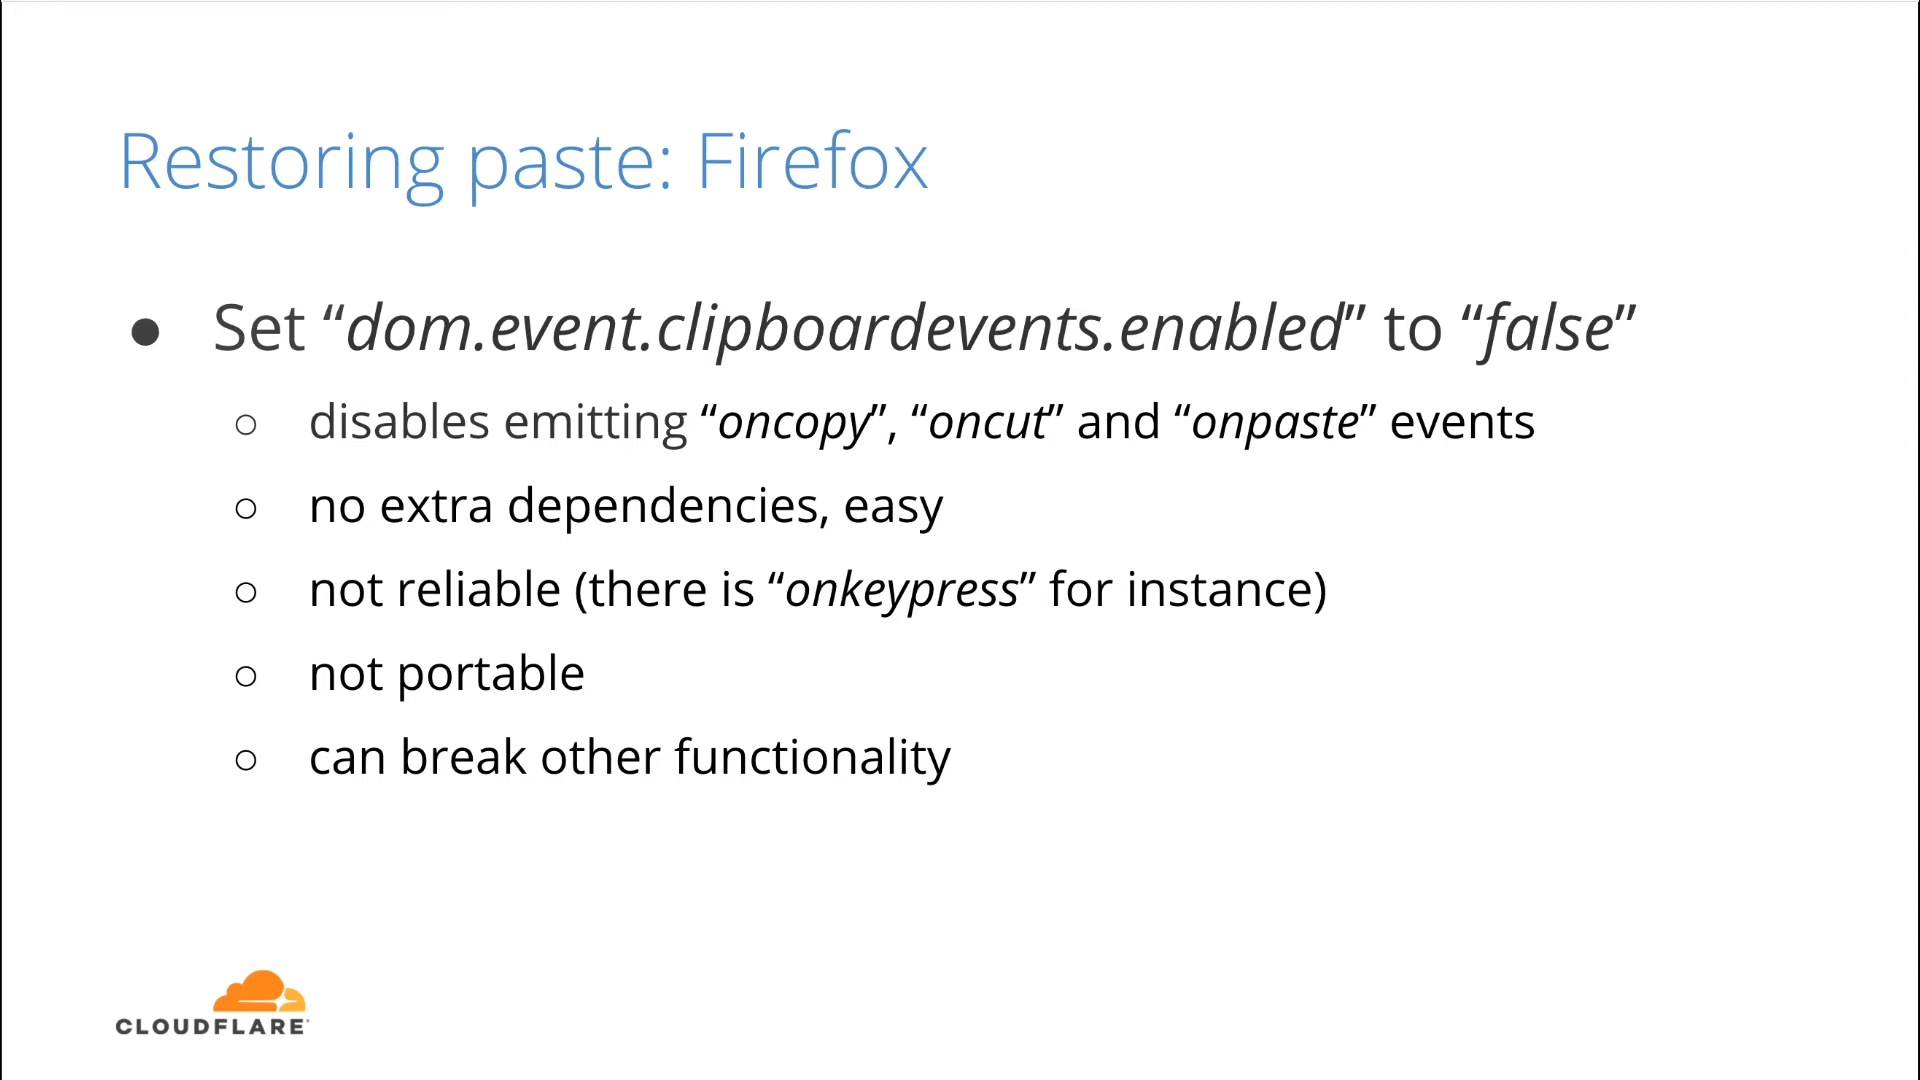 Restoring paste: Firefox
● Set “dom.event.clipboardevents.enabled” to “false”
○ disables emitting “oncopy”, “oncut” and “onpaste” events
○ no extra dependencies, easy
○ not reliable (there is “onkeypress” for instance)
○ not portable
○ can break other functionality
CLOUDFLARE